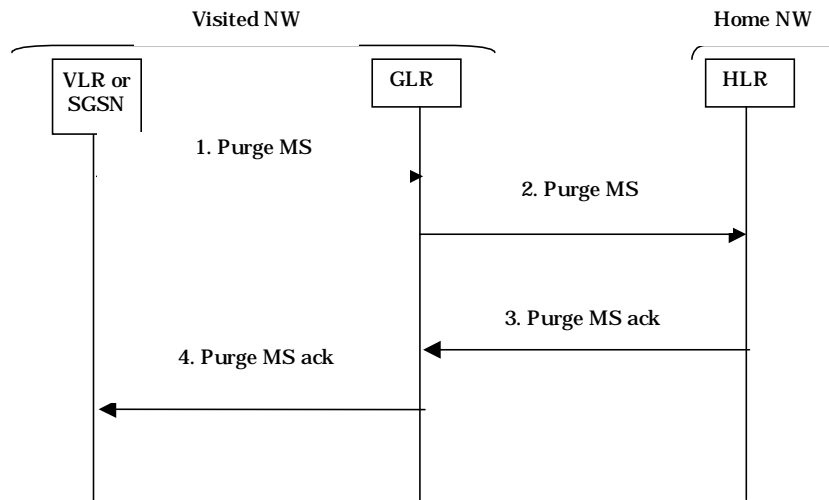 Visited NW
Home NW
VLR or
SGSN
GLR
HLR
1. Purge MS
2. Purge MS
3. Purge MS ack
4. Purge MS ack